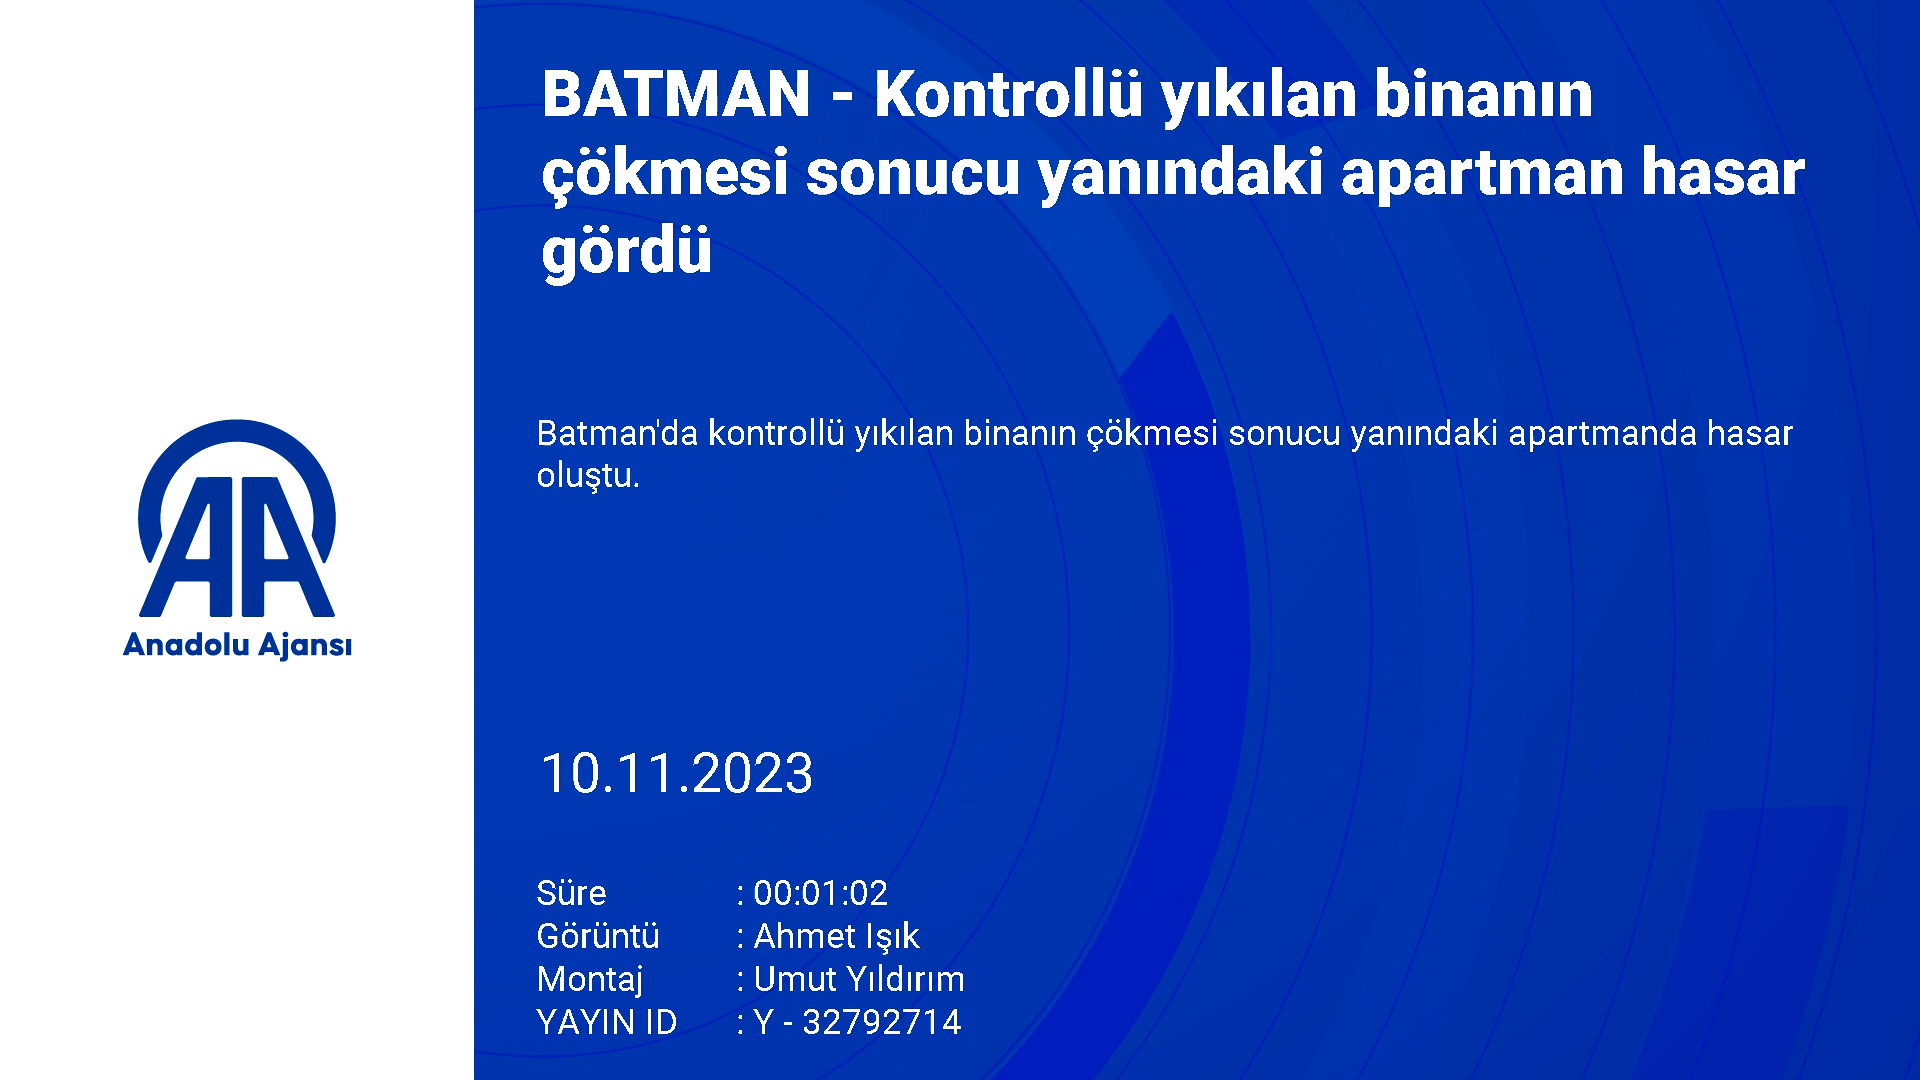 BATMAN - Kontrollü yıkılan binanın
çökmesi sonucu yanındaki apartman hasar
gördü
Batman'da kontrollü yıkılan binanın çökmesi sonucu yanındaki apartmanda hasar
oluştu.
AA
Anadolu Ajansı
10.11.2023
Süre : 00:01:02
Görüntü : Ahmet Işık
Montaj : Umut Yıldırım
YAYIN ID : Y - 32792714